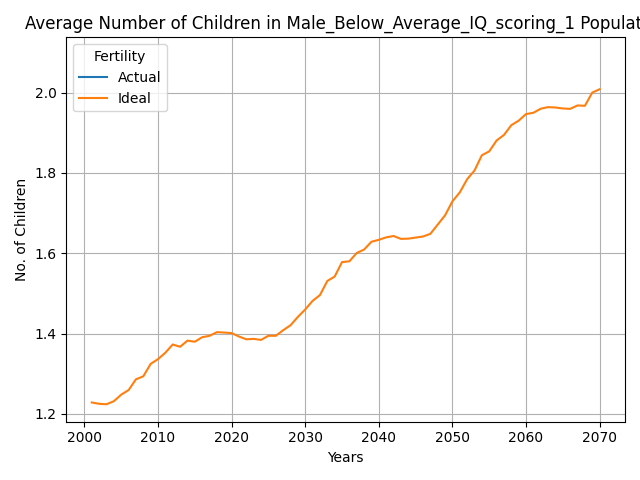 Average Number of Children in Male_Below_Average_IQ_scoring_1 Populat
Fertility
Actual
Ideal
No. of Children
2.0
1.8
1.6
1.4
1.2
2000 2010 2020 2030 2040 2050 2060 2070
Years